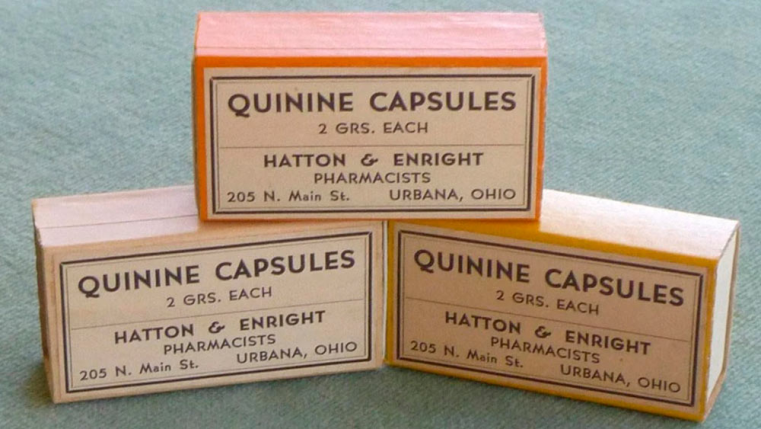 QUININE CAPSULES
2 GRS. EACH
HATTON & ENRIGHT
PHARMACISTS
205 N. Main St. URBANA, OHIO
QUININE CAPSULES
2 GRS. EACH
HATTON & ENRIGHT
PHARMACISTS
205 N. Main St. URBANA, OHIO
QUININE CAPSULES
2 GRS. EACH
HATTON & ENRIGHT
PHARMACISTS
205 N. Main St. URBANA, OHIO